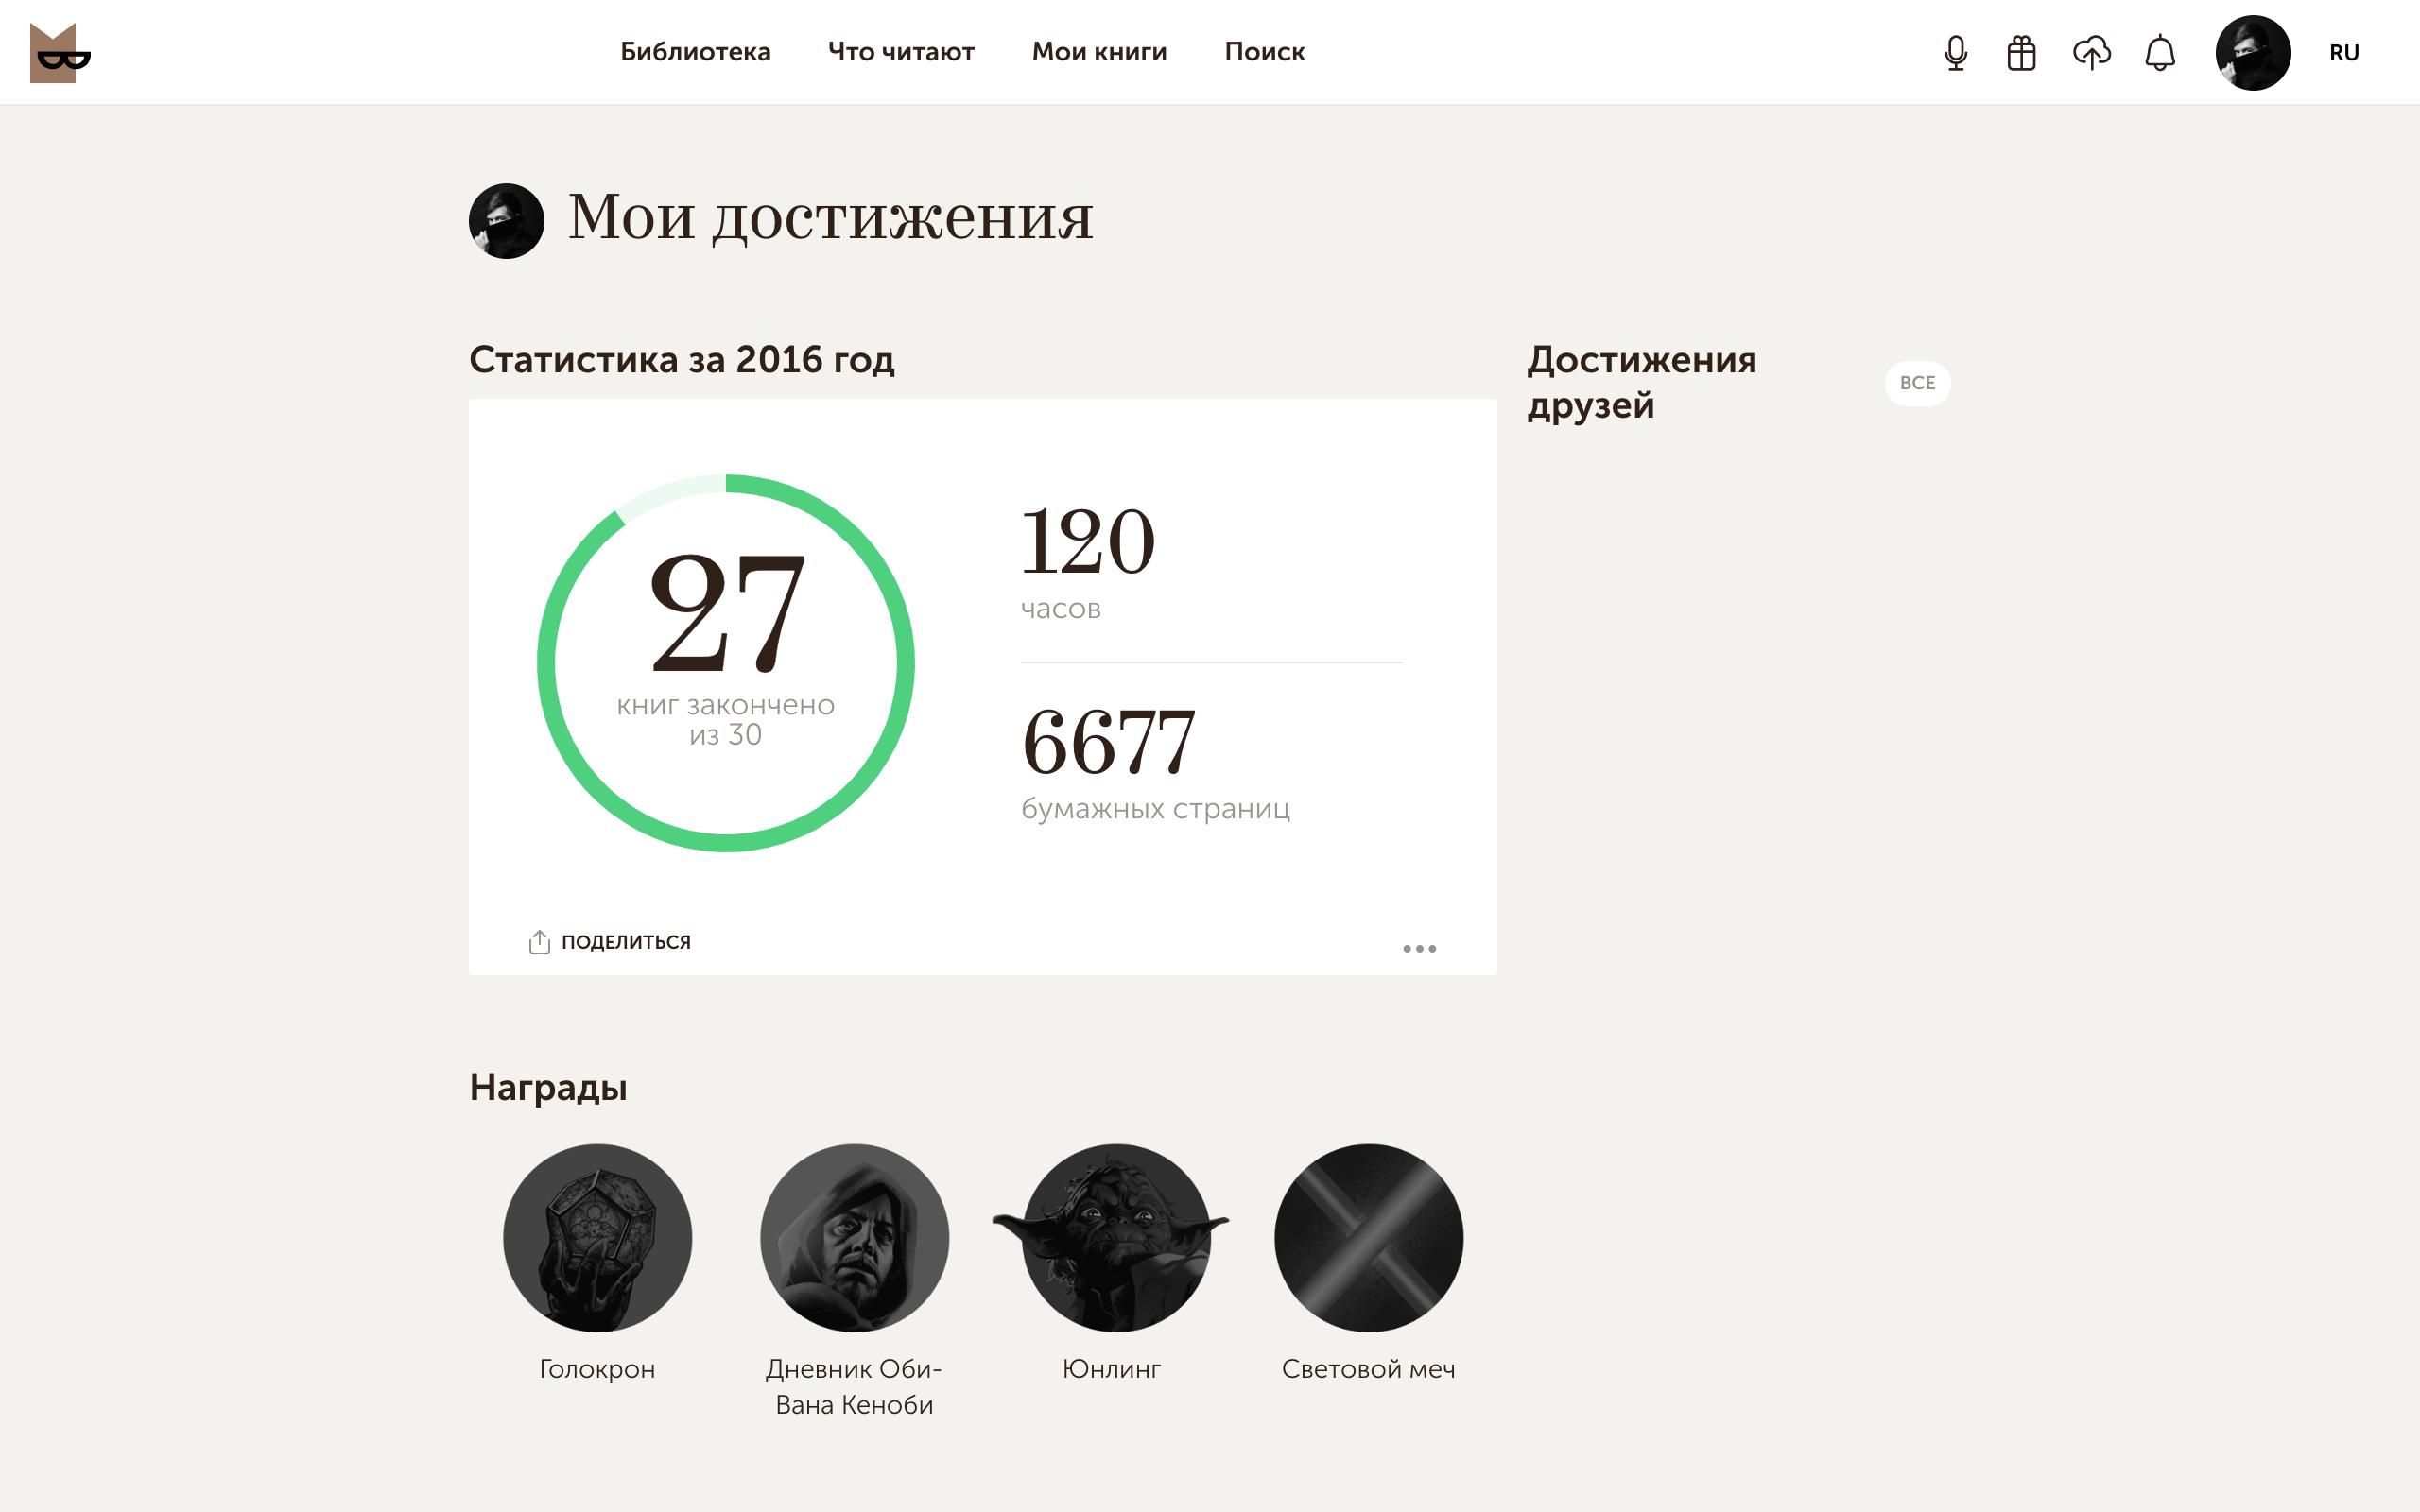 Библиотека Что читают Мои книги Поиск RU
Мои достижения
Статистика за 2016 год
27
книг закончено
из 30
120
часов
6677
бумажных страниц
ПОДЕЛИТЬСЯ
Достижения
друзей
ВСЕ
Награды
Голокрон
Дневник Оби-
Вана Кеноби
Юнлинг
Световой меч